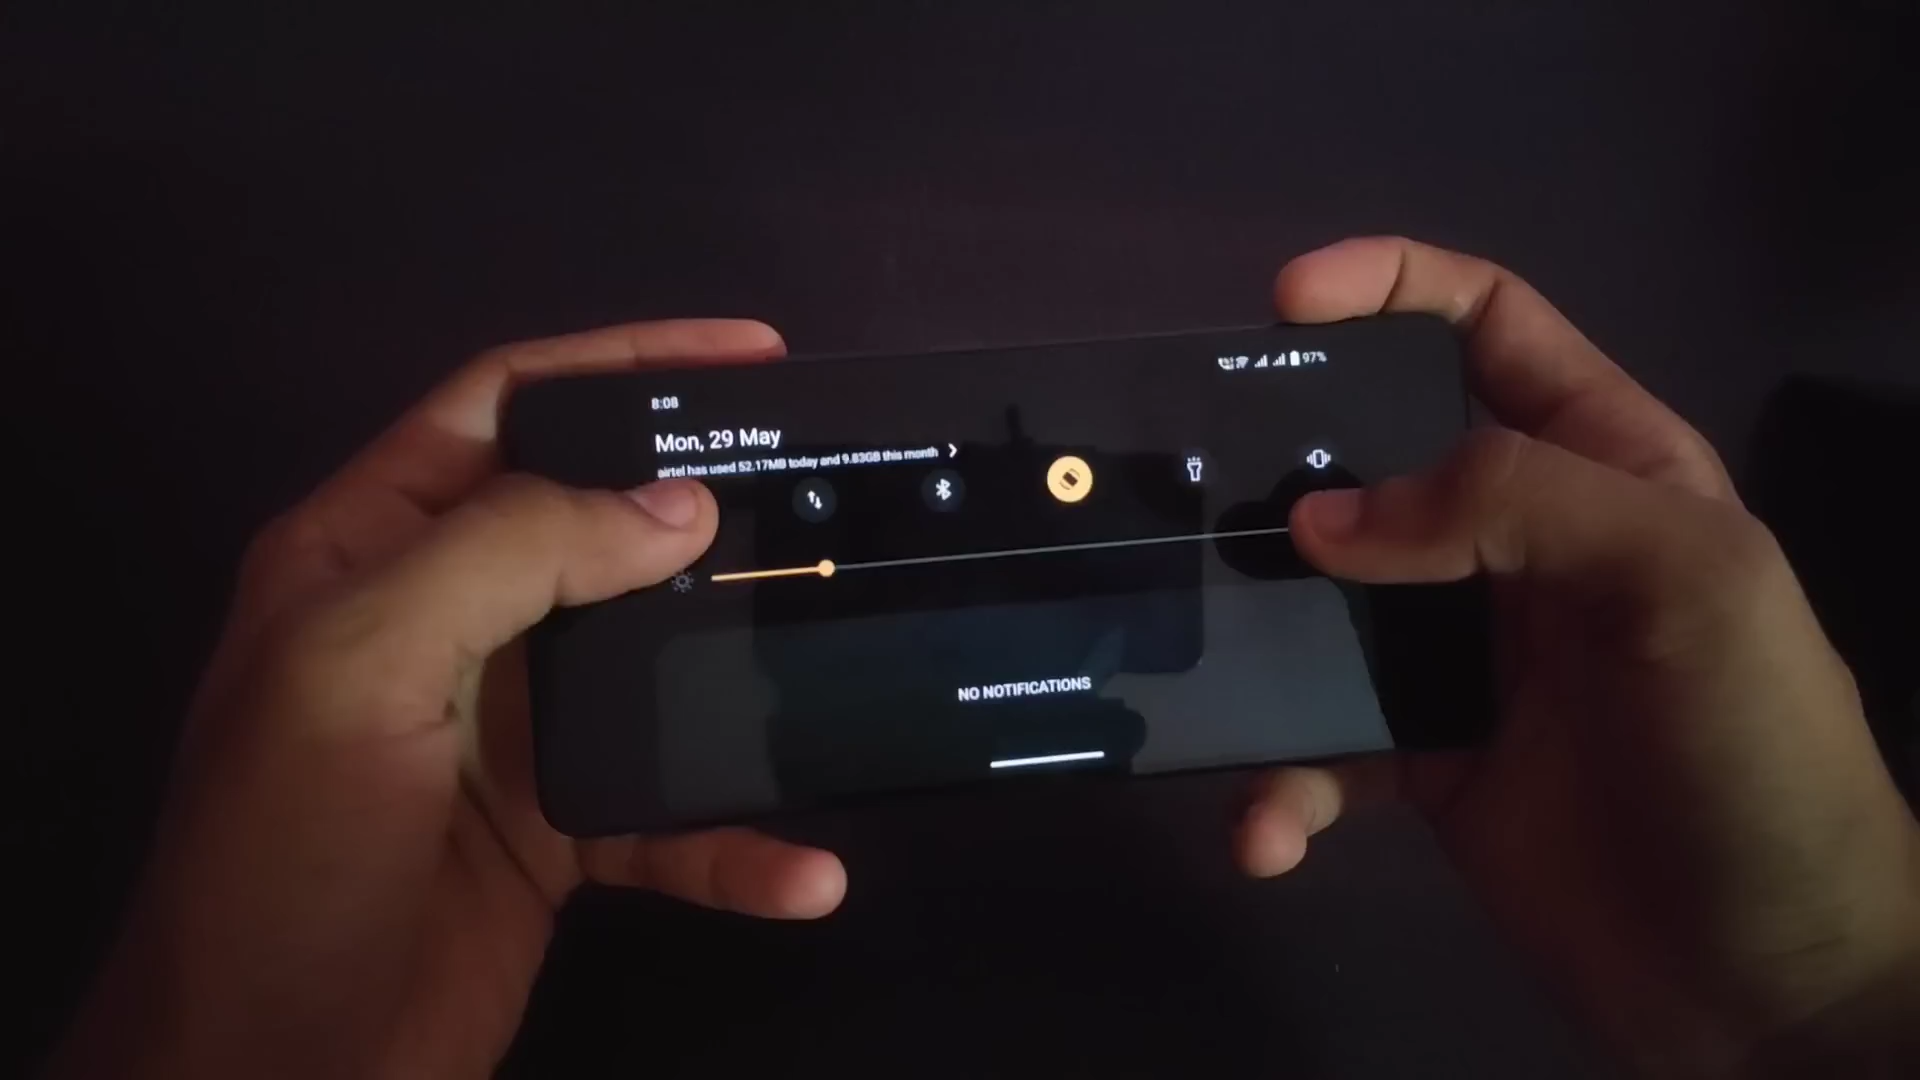 8:08
97%
Mon, 29 May
airtel has used 52.17MB today and 9.83GB this month
NO NOTIFICATIONS